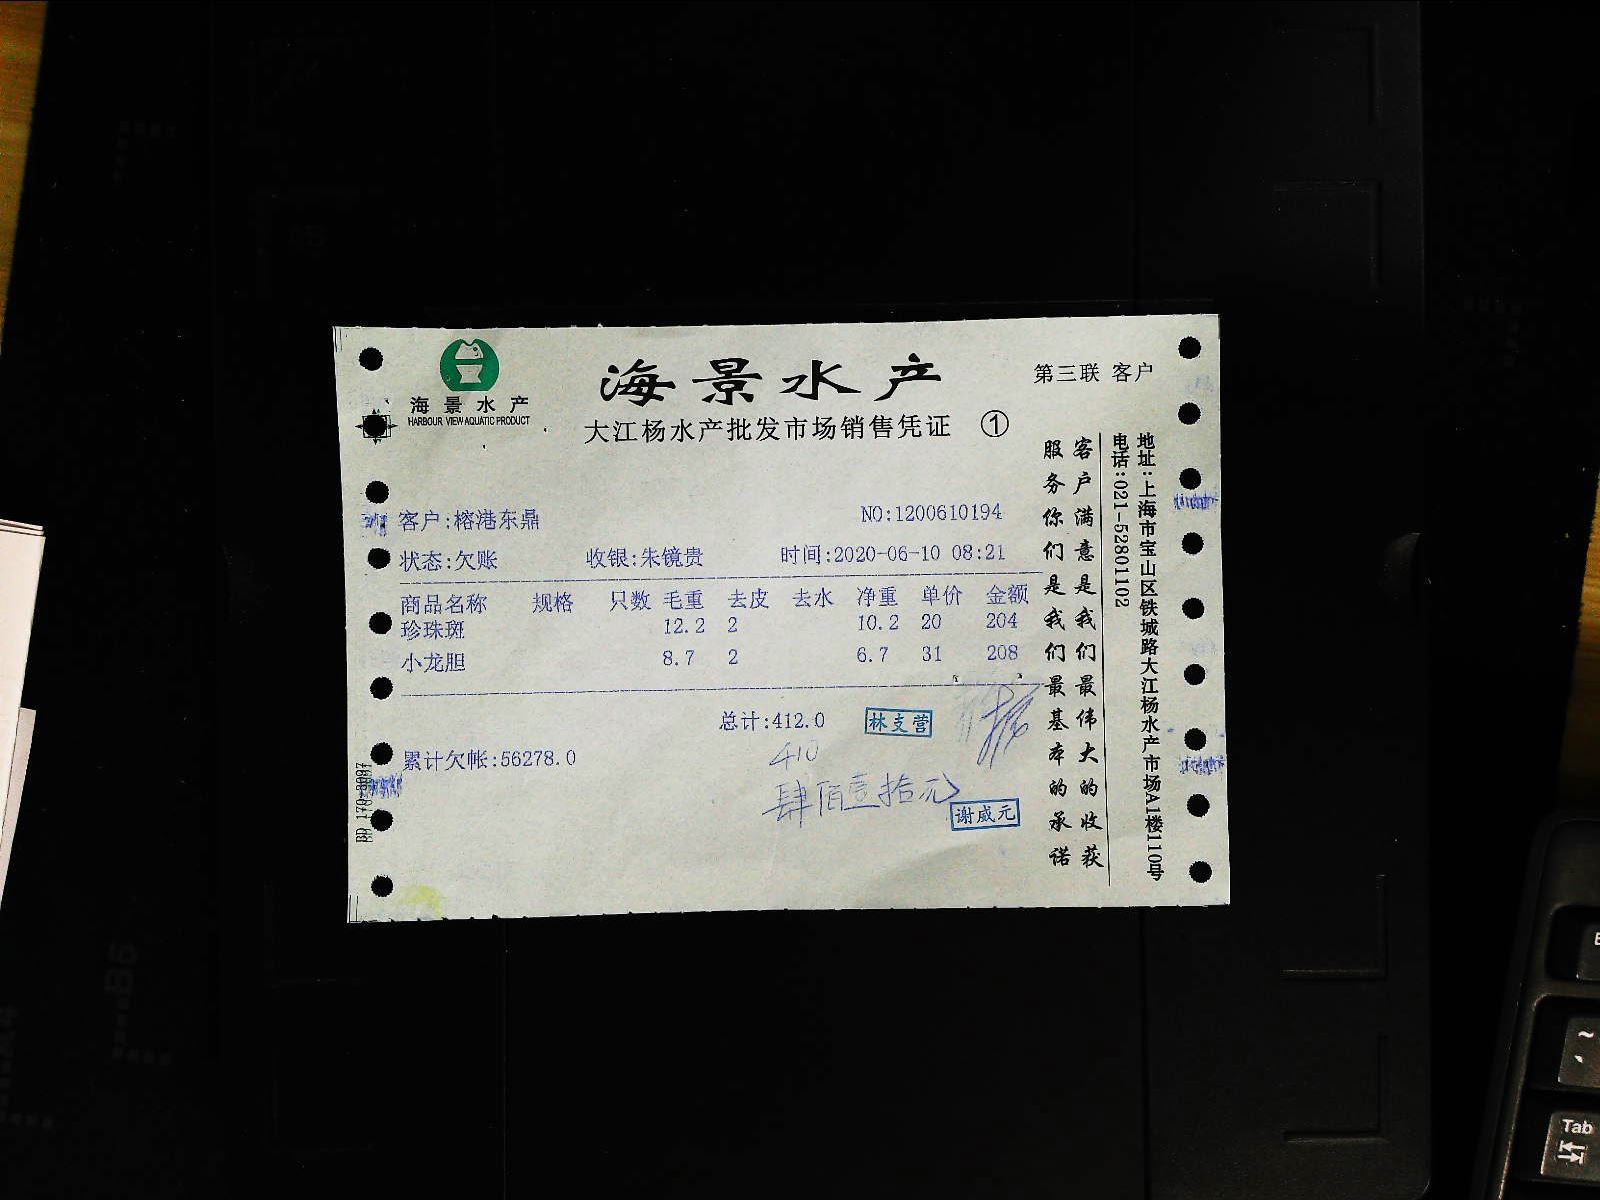 海景水产
HARBOUR VIEW AQUATIC PRODUCT
海景水产
第三联 客户
大江杨水产批发市场销售凭证 ①
客户:榕港东鼎 NO:1200610194
状态:欠账 收银:朱镜贵 时间:2020-06-10 08:21
商品名称 规格 只数 毛重 去皮 去水 净重 单价 金额
珍珠斑 12.2 2 10.2 20 204
小龙胆 8.7 2 6.7 31 208
总计:412.0 林支营
410
累计欠帐:56278.0
肆佰壹拾元
谢威元
客户满意是我们最伟大的收获
服务你们是我们最基本的承诺
地址:上海市宝山区铁城路大江杨水产市场A1楼110号
电话:021-52801102
Tab